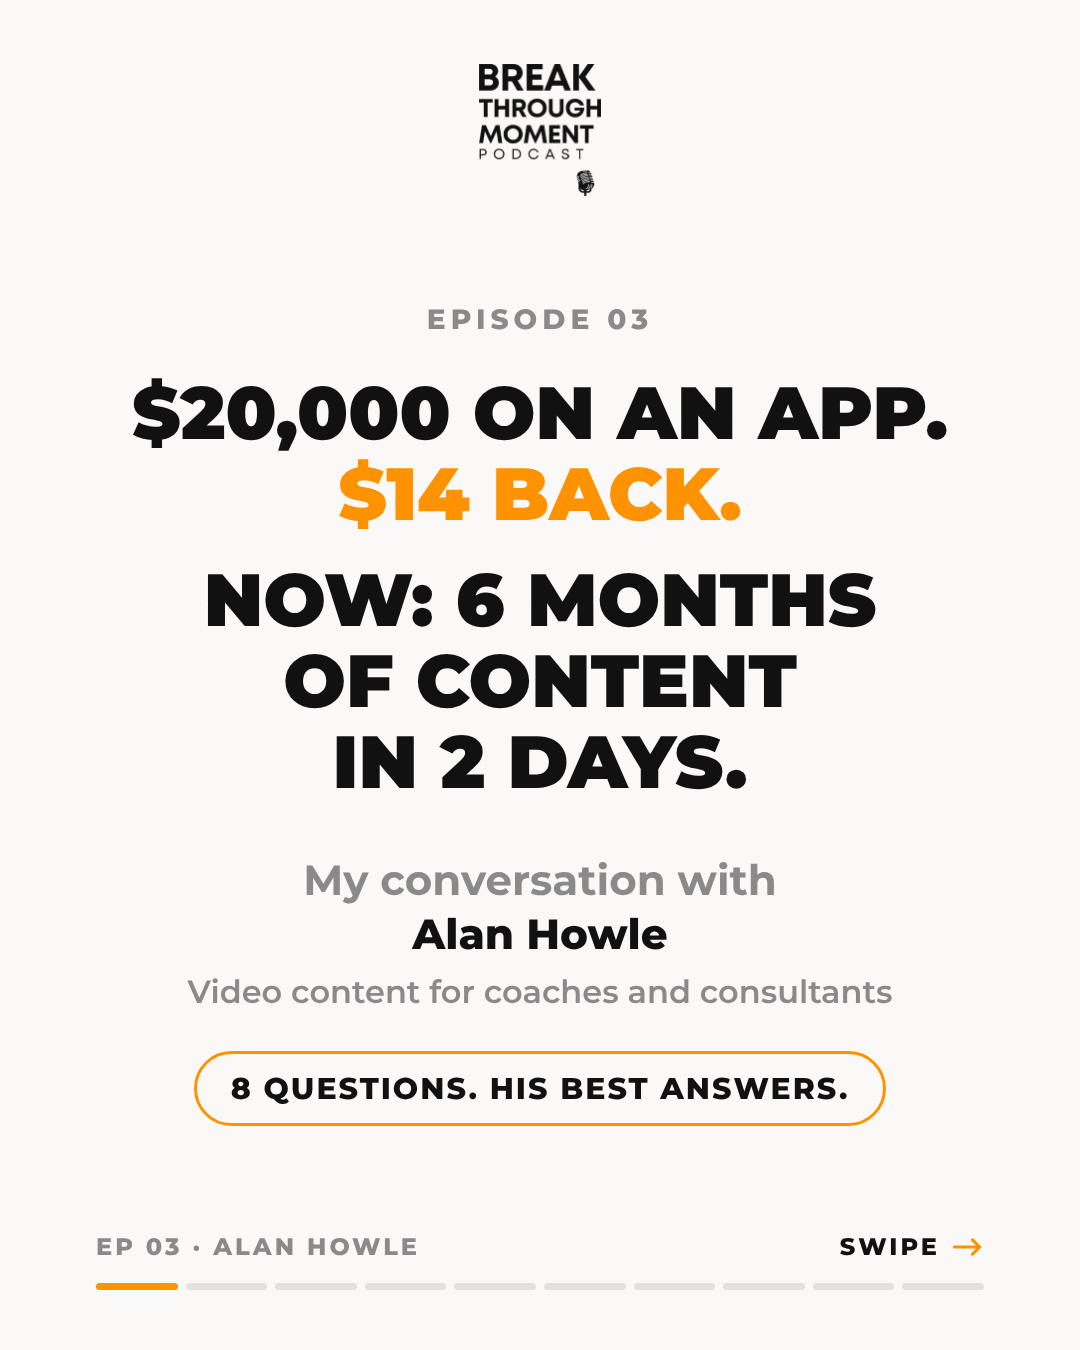 BREAK
THROUGH
MOMENT
PODCAST
EPISODE 03
$20,000 ON AN APP.
$14 BACK.
NOW: 6 MONTHS
OF CONTENT
IN 2 DAYS.
My conversation with
Alan Howle
Video content for coaches and consultants
8 QUESTIONS. HIS BEST ANSWERS.
EP 03 · ALAN HOWLE
SWIPE →